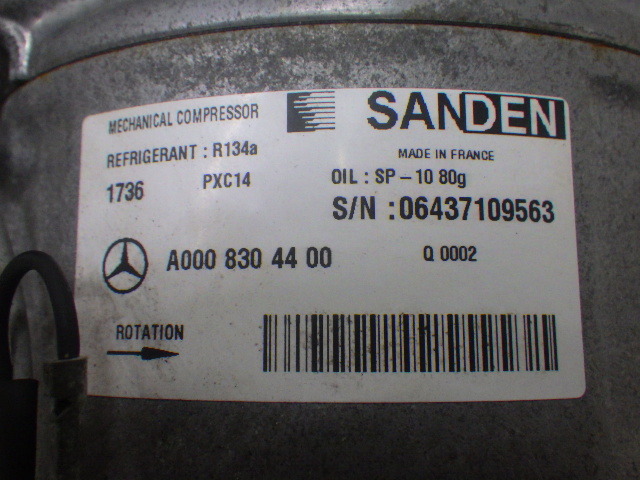 MECHANICAL COMPRESSOR SANDEN
REFRIGERANT : R134a MADE IN FRANCE
1736 PXC14 OIL : SP-10 80g
S/N : 06437109563
A000 830 44 00 Q 0002
ROTATION